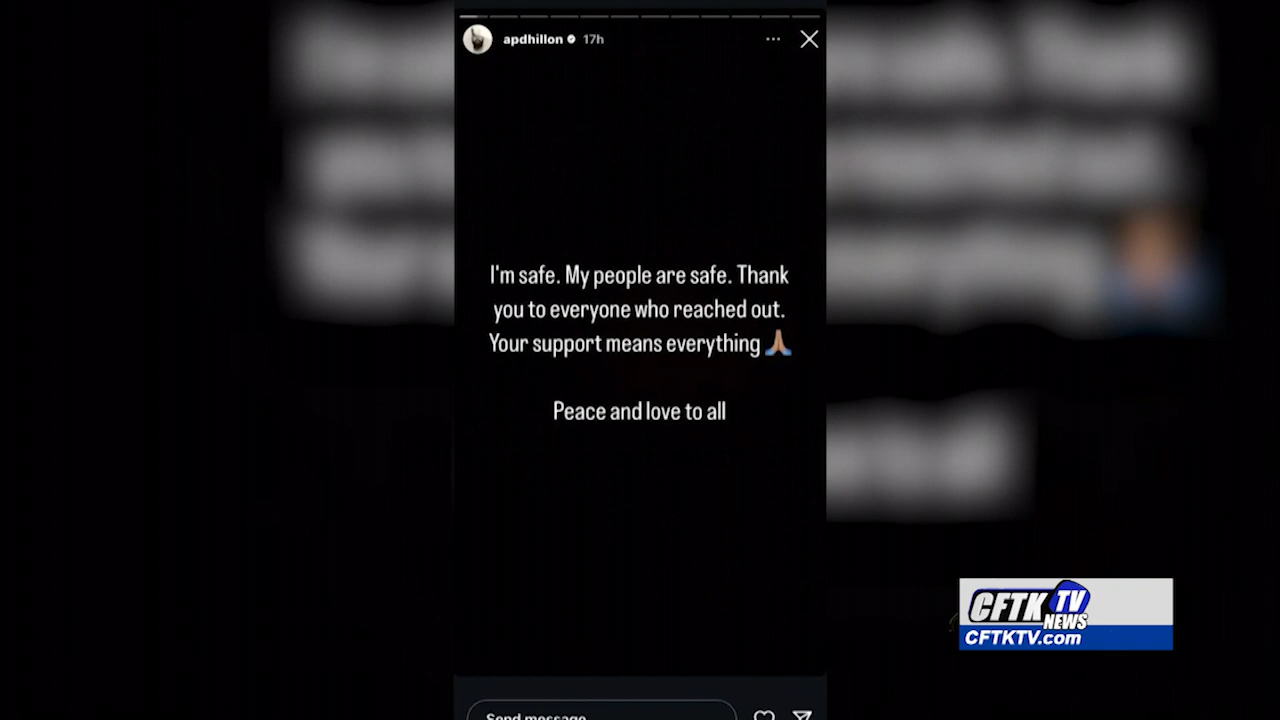 apdhillon 17h
I'm safe. My people are safe. Thank
you to everyone who reached out.
Your support means everything 🙏🏽
Peace and love to all
CFTK TV
NEWS
CFTKTV.com
Send message